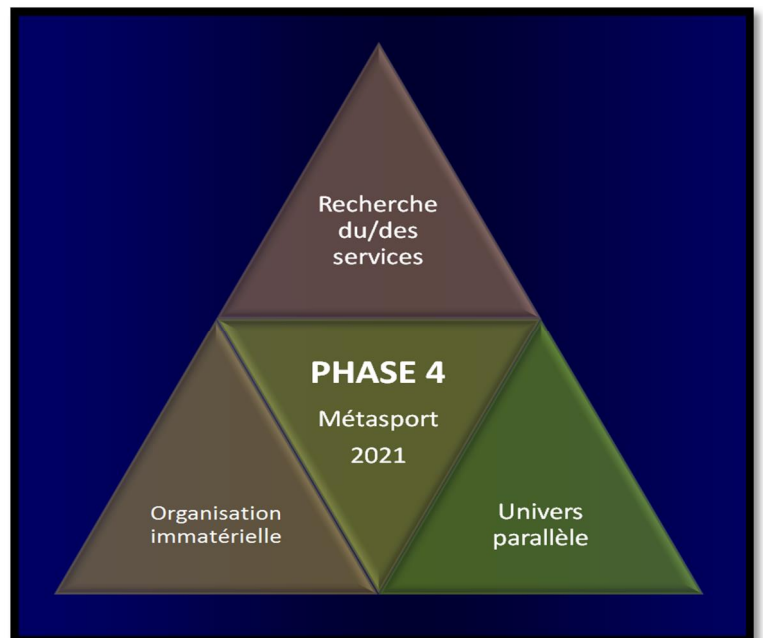 Recherche
du/des
services
PHASE 4
Métasport
2021
Organisation
immatérielle
Univers
parallèle